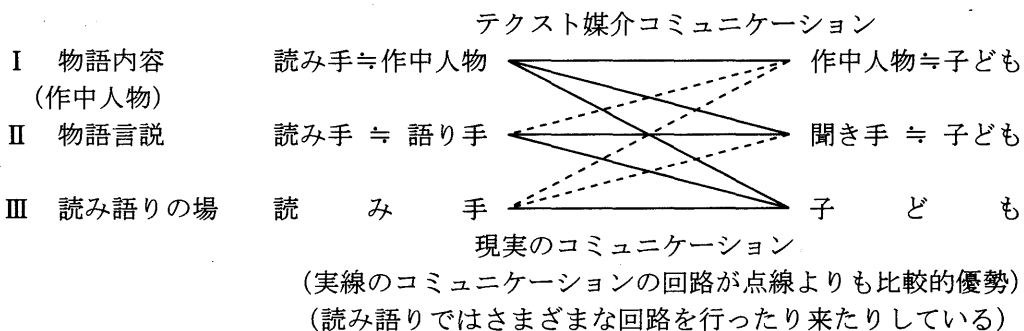 テクスト媒介コミュニケーション
Ⅰ 物語内容 読み手≒作中人物 作中人物≒子ども
(作中人物)
Ⅱ 物語言説 読み手 ≒ 語り手 聞き手 ≒ 子ども
Ⅲ 読み語りの場 読 み 手 子 ど も
現実のコミュニケーション
(実線のコミュニケーションの回路が点線よりも比較的優勢)
(読み語りではさまざまな回路を行ったり来たりしている)